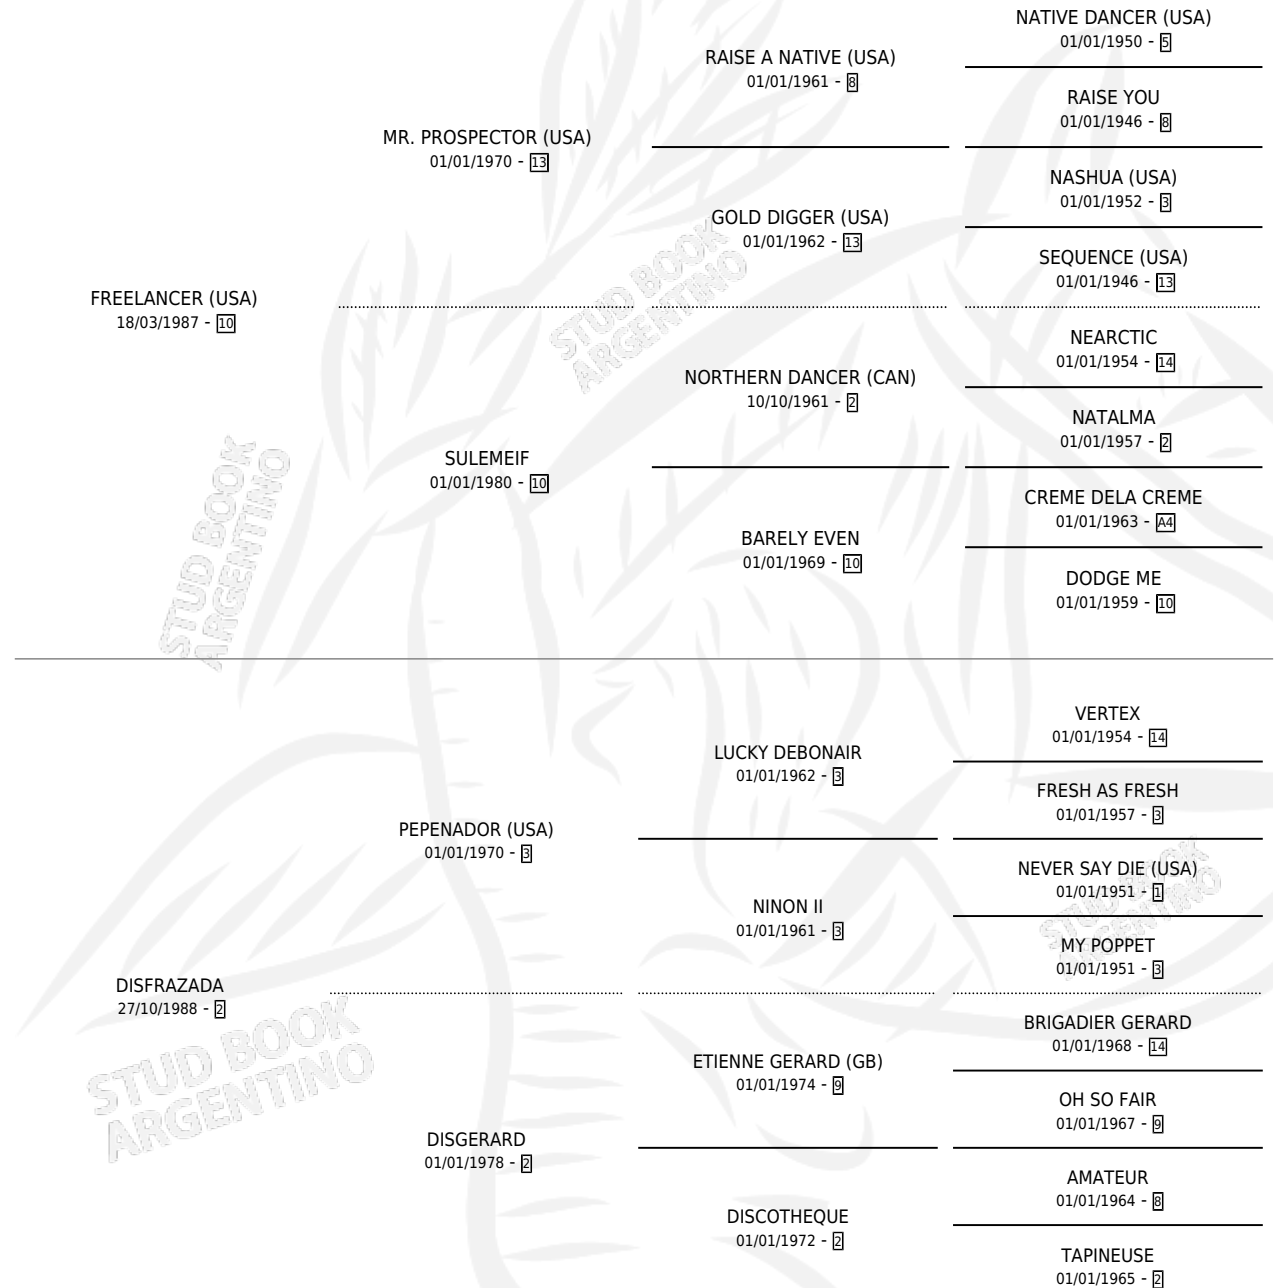 NATIVE DANCER (USA)
01/01/1950 - 5
RAISE A NATIVE (USA)
01/01/1961 - 8
RAISE YOU
01/01/1946 - 8
MR. PROSPECTOR (USA)
01/01/1970 - 13
NASHUA (USA)
01/01/1952 - 3
GOLD DIGGER (USA)
01/01/1962 - 13
SEQUENCE (USA)
01/01/1946 - 13
FREELANCER (USA)
18/03/1987 - 10
NEARCTIC
01/01/1954 - 14
NORTHERN DANCER (CAN)
10/10/1961 - 2
NATALMA
01/01/1957 - 2
SULEMEIF
01/01/1980 - 10
CREME DELA CREME
01/01/1963 - A4
BARELY EVEN
01/01/1969 - 10
DODGE ME
01/01/1959 - 10
VERTEX
01/01/1954 - 14
LUCKY DEBONAIR
01/01/1962 - 3
FRESH AS FRESH
01/01/1957 - 3
PEPENADOR (USA)
01/01/1970 - 3
NEVER SAY DIE (USA)
01/01/1951 - 1
NINON II
01/01/1961 - 3
MY POPPET
01/01/1951 - 3
DISFRAZADA
27/10/1988 - 2
BRIGADIER GERARD
01/01/1968 - 14
ETIENNE GERARD (GB)
01/01/1974 - 9
OH SO FAIR
01/01/1967 - 9
DISGERARD
01/01/1978 - 2
AMATEUR
01/01/1964 - 8
DISCOTHEQUE
01/01/1972 - 2
TAPINEUSE
01/01/1965 - 2
STUD BOOK
ARGENTINO
STUD BOOK
ARGENTINO
STUD BOOK
ARGENTINO
STUD BOOK
ARGENTINO